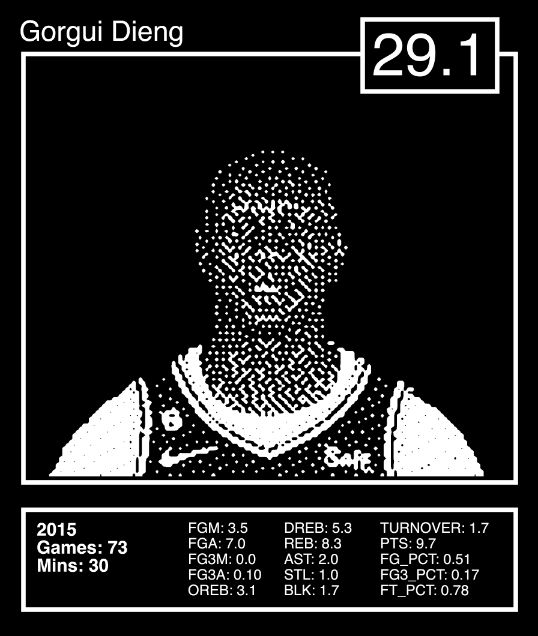 Gorgui Dieng
29.1
6
2015
Games: 73
Mins: 30
FGM: 3.5
FGA: 7.0
FG3M: 0.0
FG3A: 0.10
OREB: 3.1
DREB: 5.3
REB: 8.3
AST: 2.0
STL: 1.0
BLK: 1.7
TURNOVER: 1.7
PTS: 9.7
FG_PCT: 0.51
FG3_PCT: 0.17
FT_PCT: 0.78